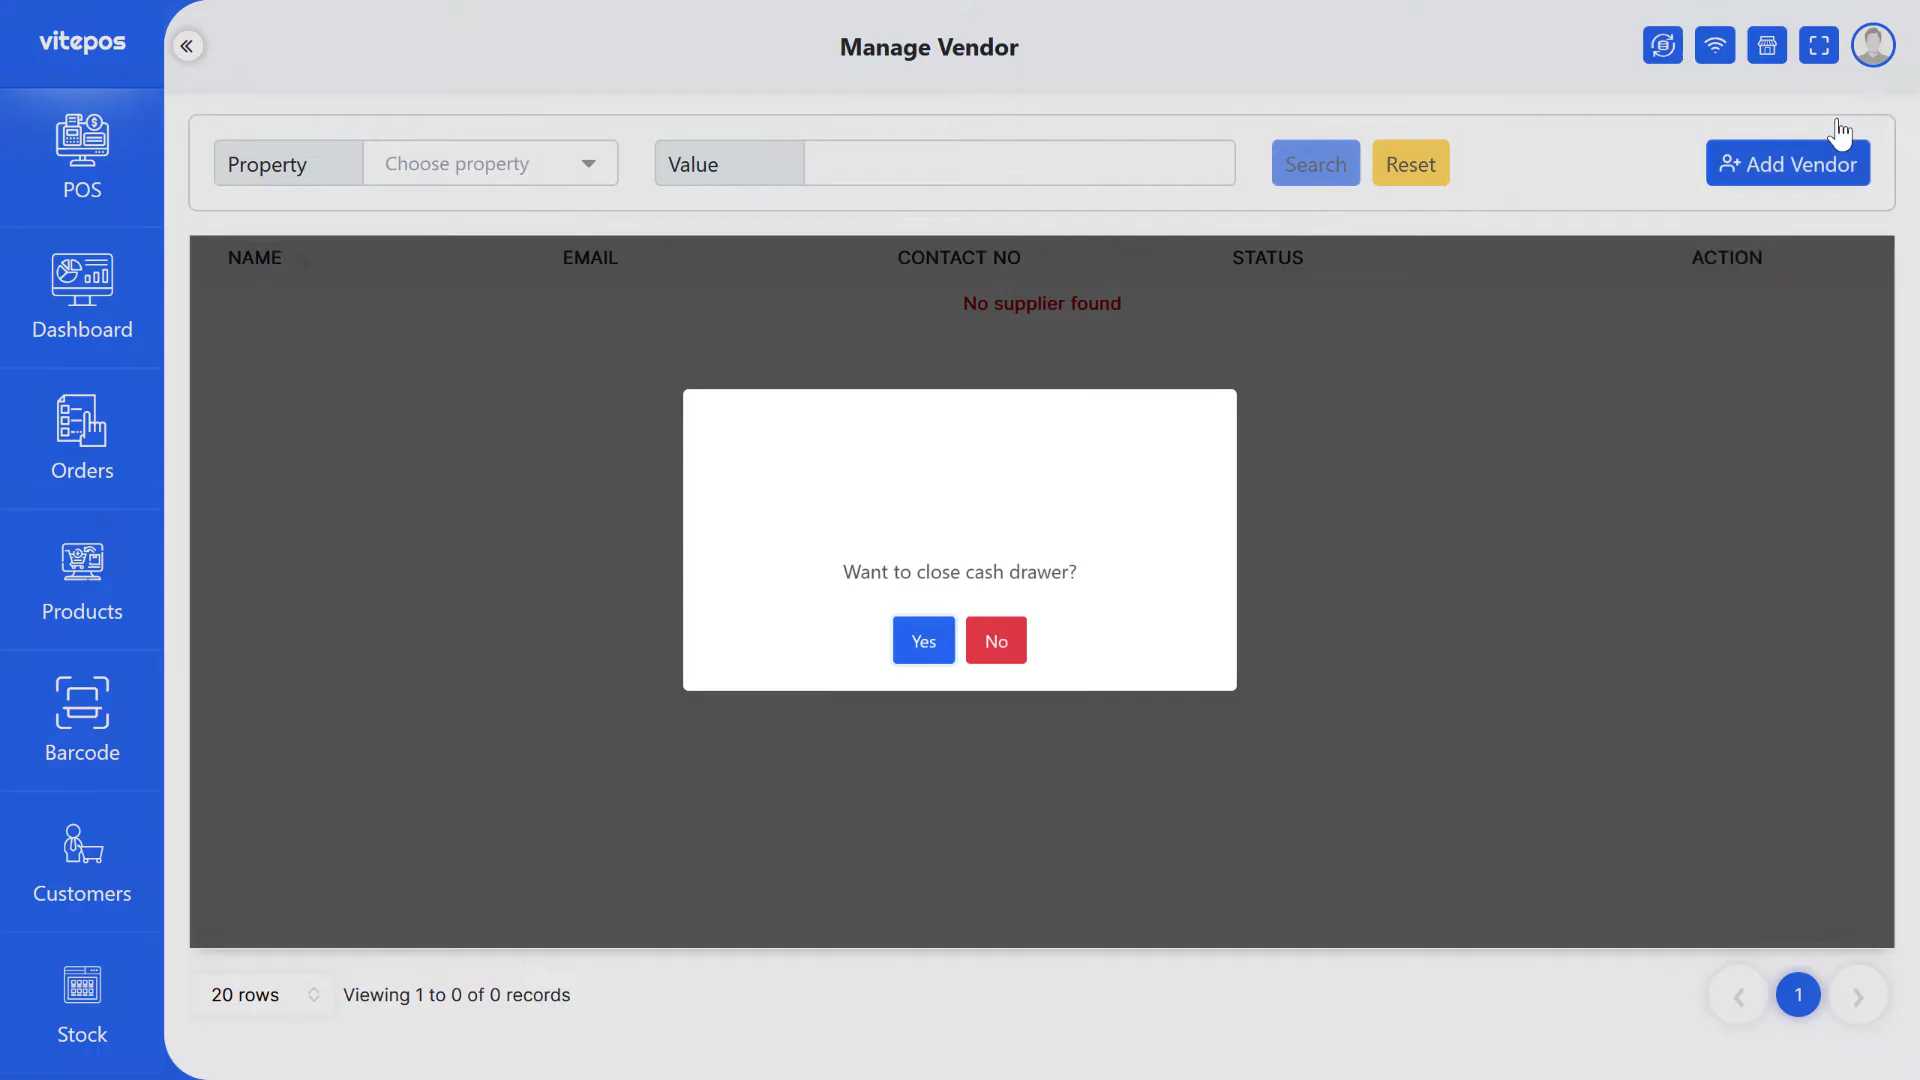 vitepos
Manage Vendor
POS
Property
Choose property
Value
Search
Reset
Add Vendor
NAME
EMAIL
CONTACT NO
STATUS
ACTION
No supplier found
Dashboard
Orders
Want to close cash drawer?
Yes
No
Products
Barcode
Customers
Stock
20 rows
Viewing 1 to 0 of 0 records
1